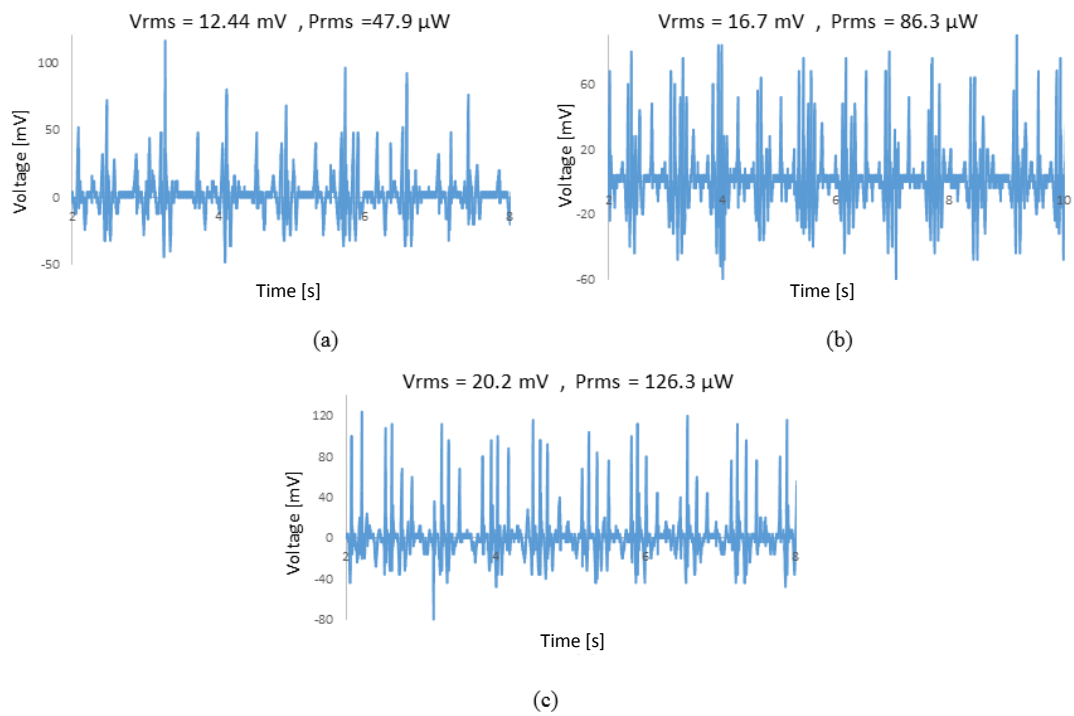 Vrms = 12.44 mV , Prms =47.9 µW
Voltage [mV]
100
50
0
-50
2
4
6
8
Time [s]
(a)
Vrms = 16.7 mV , Prms = 86.3 µW
Voltage [mV]
60
20
-20
-60
2
4
6
8
10
Time [s]
(b)
Vrms = 20.2 mV , Prms = 126.3 µW
Voltage [mV]
120
80
40
0
-40
-80
2
4
6
8
Time [s]
(c)